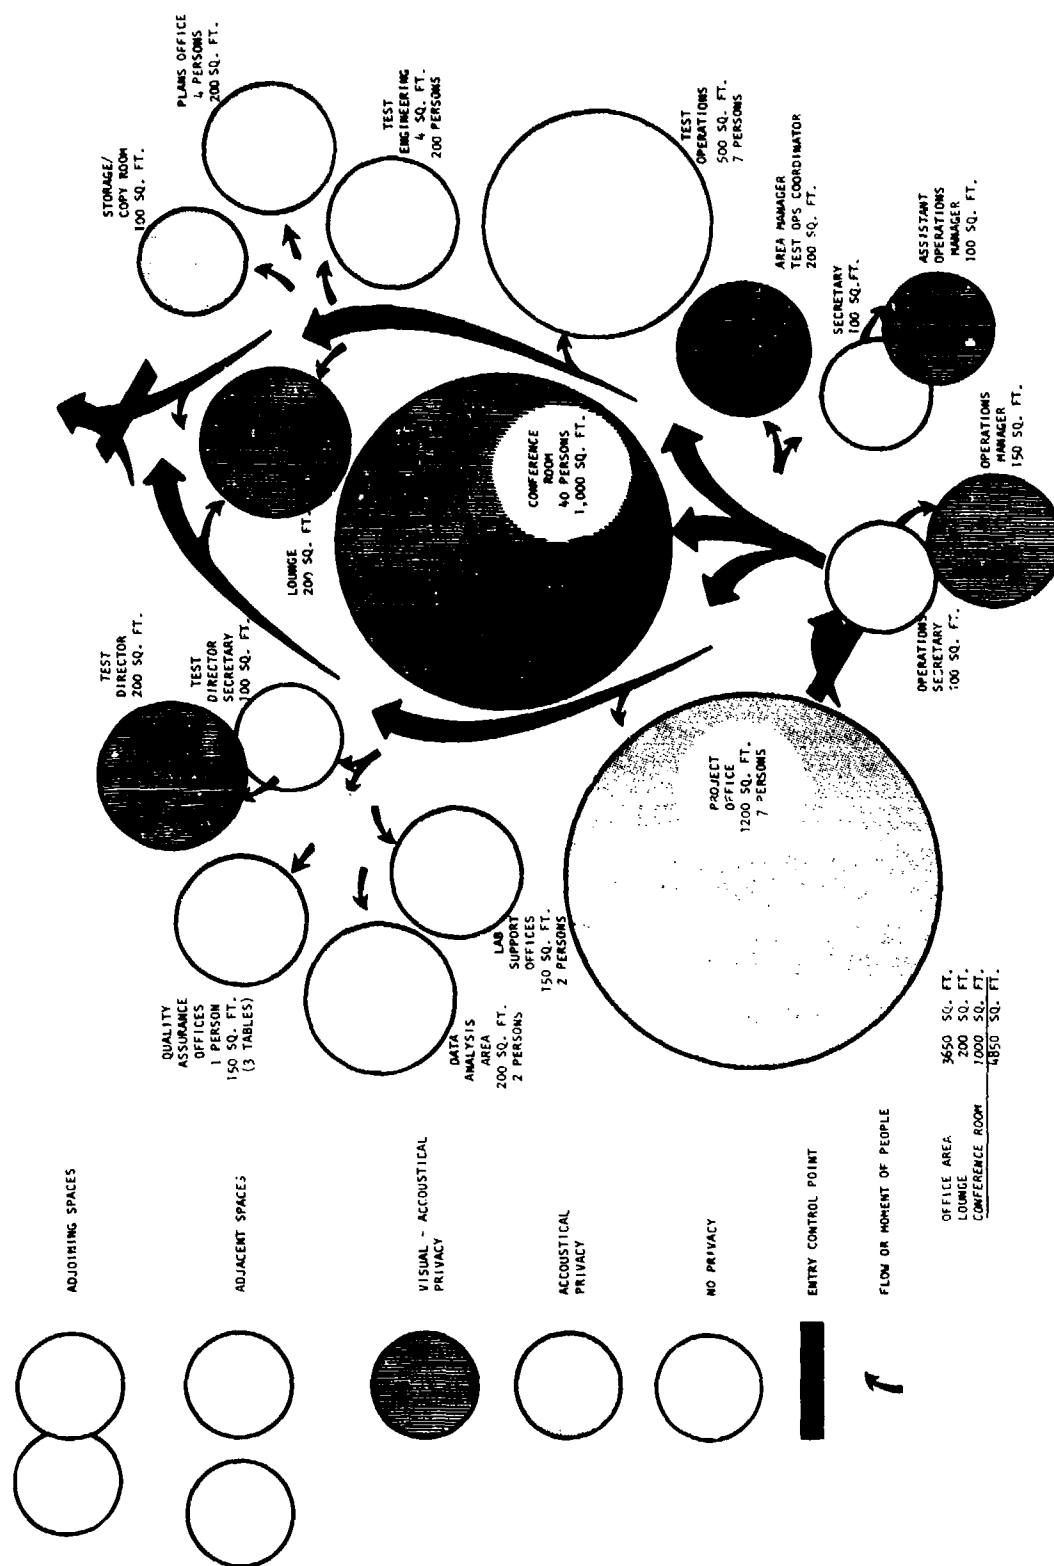 ADJOINING SPACES
ADJACENT SPACES
VISUAL - ACCOUSTICAL
PRIVACY
ACCOUSTICAL
PRIVACY
NO PRIVACY
ENTRY CONTROL POINT
FLOW OR MOMENT OF PEOPLE
QUALITY
ASSURANCE
OFFICES
1 PERSON
150 SQ. FT.
(3 TABLES)
DATA
ANALYSIS
AREA
200 SQ. FT.
2 PERSONS
LAB
SUPPORT
OFFICES
150 SQ. FT.
2 PERSONS
TEST
DIRECTOR
200 SQ. FT.
TEST
DIRECTOR
SECRETARY
100 SQ. FT.
LOUNGE
200 SQ. FT.
STORAGE/
COPY ROOM
100 SQ. FT.
PLANS OFFICE
4 PERSONS
200 SQ. FT.
TEST
ENGINEERING
4 SQ. FT.
200 PERSONS
CONFERENCE
ROOM
40 PERSONS
1,000 SQ. FT.
TEST
OPERATIONS
500 SQ. FT.
7 PERSONS
AREA MANAGER
TEST OPS COORDINATOR
200 SQ. FT.
SECRETARY
100 SQ.FT.
ASSISTANT
OPERATIONS
MANAGER
100 SQ. FT.
OPERATIONS
MANAGER
150 SQ. FT.
OPERATIONS
SECRETARY
100 SQ. FT.
PROJECT
OFFICE
1200 SQ. FT.
7 PERSONS
OFFICE AREA 3650 SQ. FT.
LOUNGE 200 SQ. FT.
CONFERENCE ROOM 1000 SQ. FT.
4850 SQ. FT.